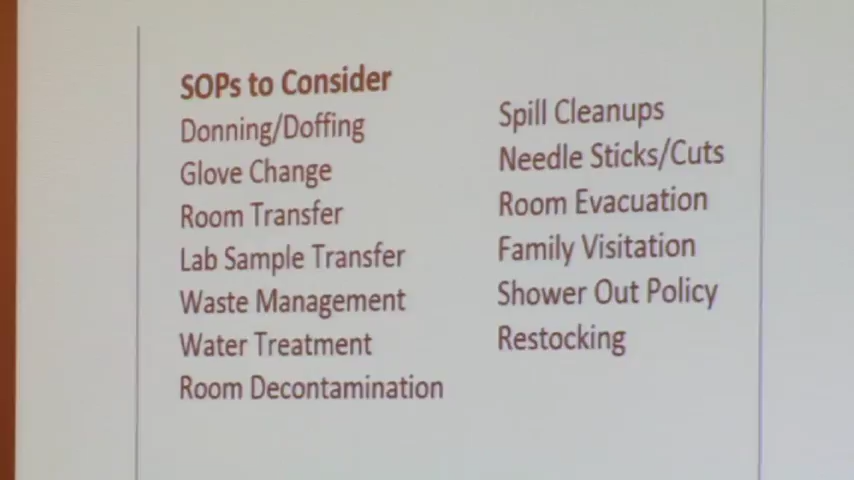 SOPs to Consider
Donning/Doffing
Glove Change
Room Transfer
Lab Sample Transfer
Waste Management
Water Treatment
Room Decontamination
Spill Cleanups
Needle Sticks/Cuts
Room Evacuation
Family Visitation
Shower Out Policy
Restocking